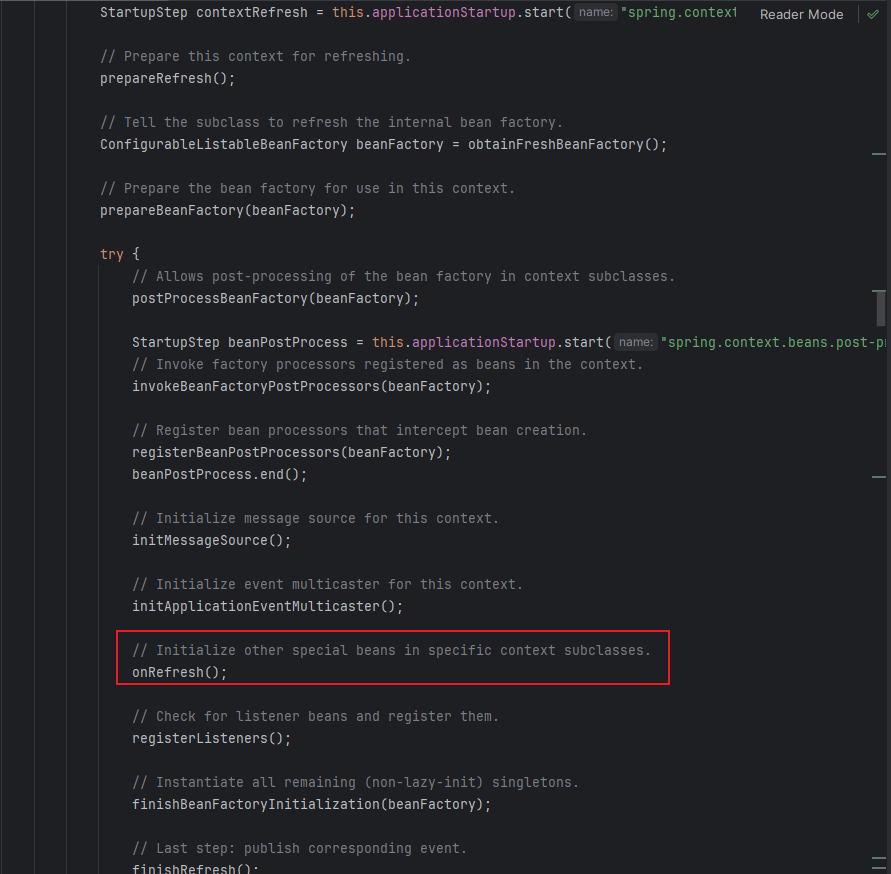 StartupStep contextRefresh = this.applicationStartup.start( name: "spring.context
Reader Mode
// Prepare this context for refreshing.
prepareRefresh();
// Tell the subclass to refresh the internal bean factory.
ConfigurableListableBeanFactory beanFactory = obtainFreshBeanFactory();
// Prepare the bean factory for use in this context.
prepareBeanFactory(beanFactory);
try {
// Allows post-processing of the bean factory in context subclasses.
postProcessBeanFactory(beanFactory);
StartupStep beanPostProcess = this.applicationStartup.start( name: "spring.context.beans.post-pr
// Invoke factory processors registered as beans in the context.
invokeBeanFactoryPostProcessors(beanFactory);
// Register bean processors that intercept bean creation.
registerBeanPostProcessors(beanFactory);
beanPostProcess.end();
// Initialize message source for this context.
initMessageSource();
// Initialize event multicaster for this context.
initApplicationEventMulticaster();
// Initialize other special beans in specific context subclasses.
onRefresh();
// Check for listener beans and register them.
registerListeners();
// Instantiate all remaining (non-lazy-init) singletons.
finishBeanFactoryInitialization(beanFactory);
// Last step: publish corresponding event.
finishRefresh();